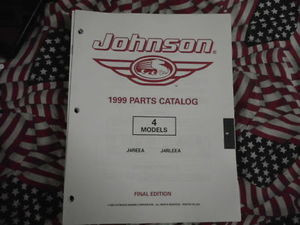 Johnson®
1999 PARTS CATALOG
4
MODELS
J4REEA J4RLEEA
FINAL EDITION